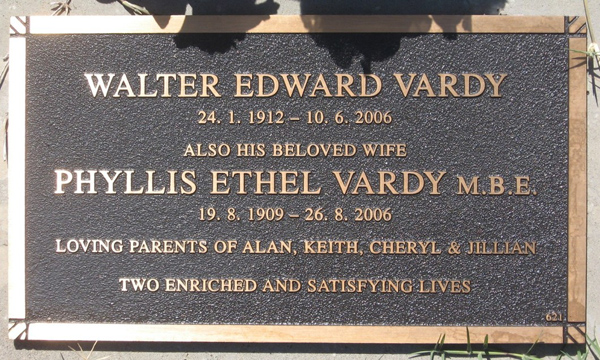 WALTER EDWARD VARDY
24. 1. 1912 – 10. 6. 2006
ALSO HIS BELOVED WIFE
PHYLLIS ETHEL VARDY M.B.E.
19. 8. 1909 – 26. 8. 2006
LOVING PARENTS OF ALAN, KEITH, CHERYL & JILLIAN
TWO ENRICHED AND SATISFYING LIVES
621